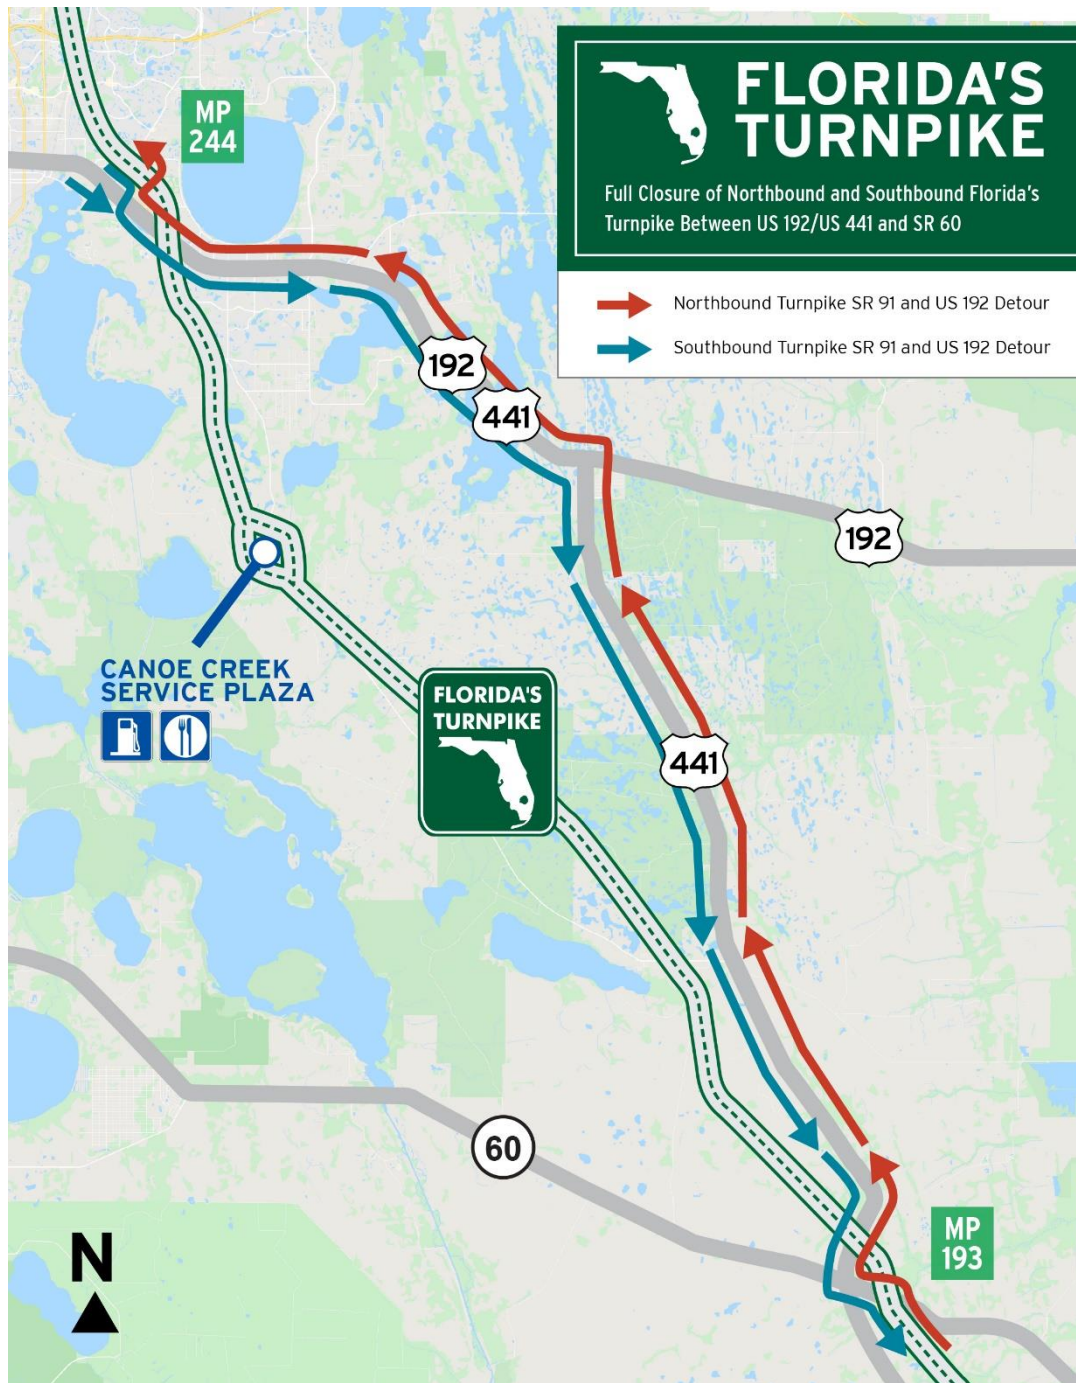 MP
244
FLORIDA'S
TURNPIKE
Full Closure of Northbound and Southbound Florida's
Turnpike Between US 192/US 441 and SR 60
Northbound Turnpike SR 91 and US 192 Detour
Southbound Turnpike SR 91 and US 192 Detour
192
441
192
CANOE CREEK
SERVICE PLAZA
FLORIDA'S
TURNPIKE
441
60
MP
193
N